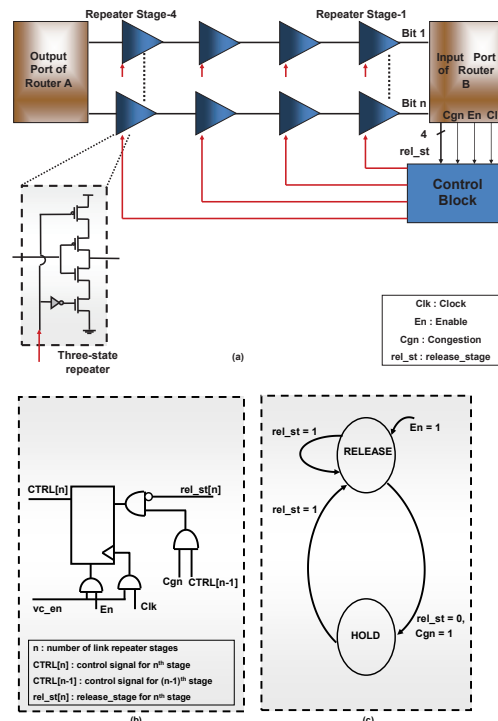 Repeater Stage-4
Repeater Stage-1
Output
Port of
Router A
Bit 1
Input Port
of Router
B
Bit n
Cgn En Cl
4
rel_st
Control
Block
Three-state
repeater
(a)
Clk : Clock
En : Enable
Cgn : Congestion
rel_st : release_stage
CTRL[n]
rel_st[n]
Cgn
CTRL[n-1]
vc_en
En
Clk
n : number of link repeater stages
CTRL[n] : control signal for nth stage
CTRL[n-1] : control signal for (n-1)th stage
rel_st[n] : release_stage for nth stage
(b)
rel_st = 1
En = 1
RELEASE
rel_st = 1
rel_st = 0,
Cgn = 1
HOLD
(c)